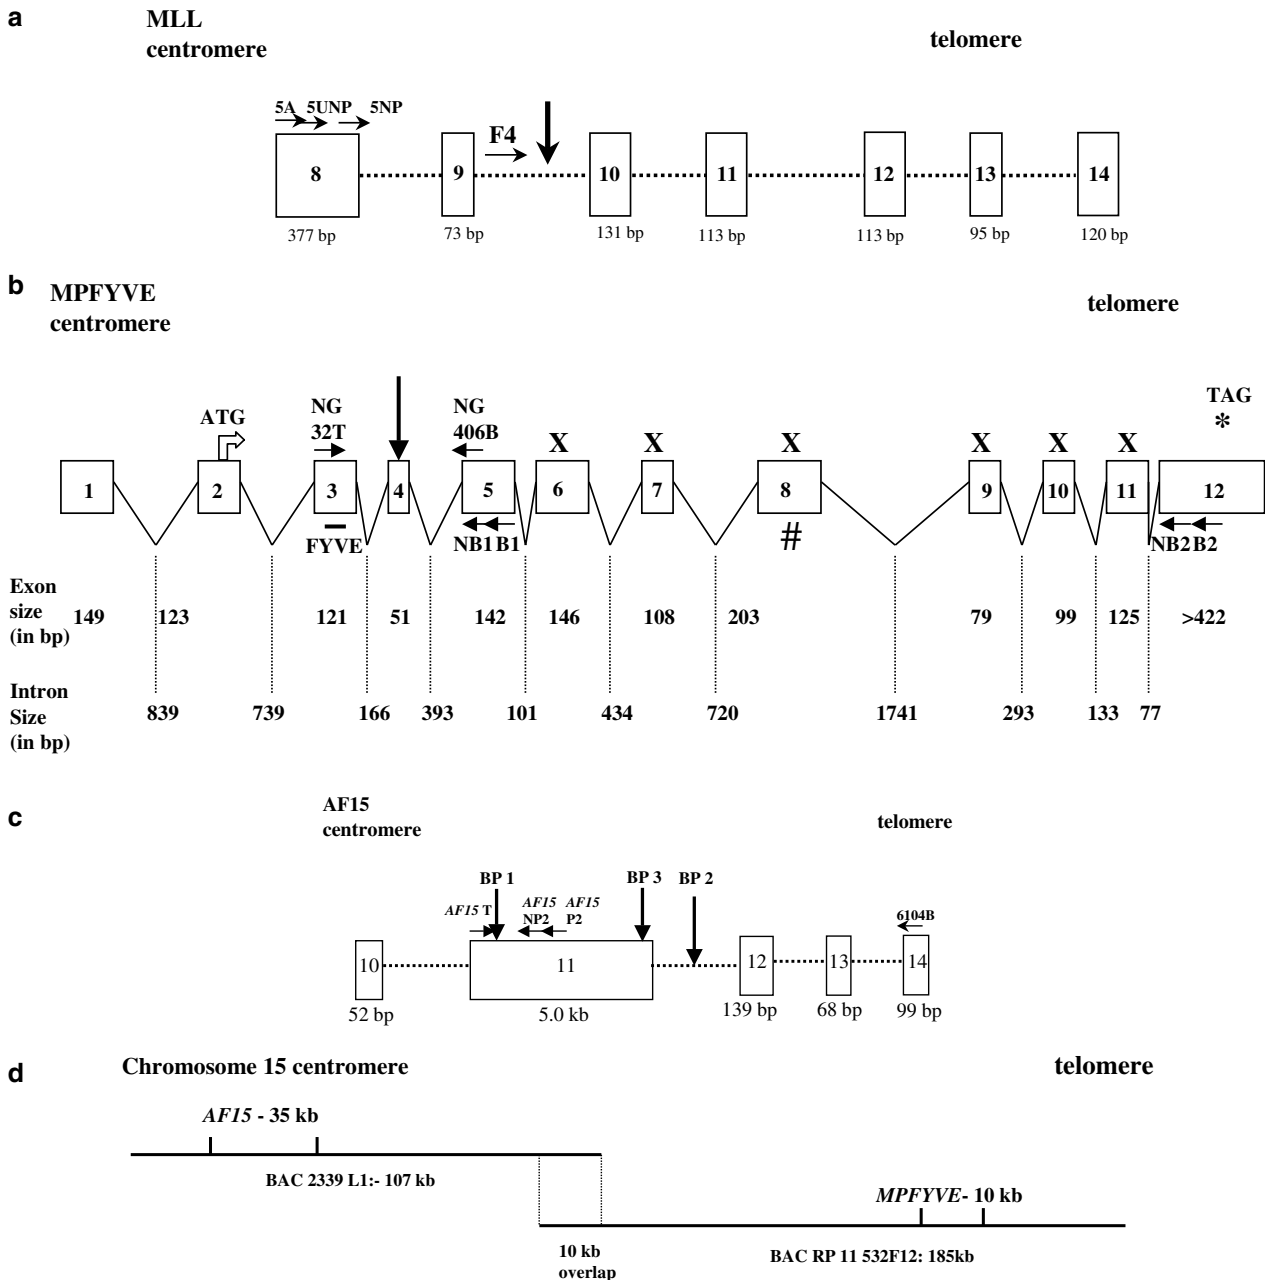 a
MLL
centromere
telomere
5A 5UNP 5NP
F4
8 9 10 11 12 13 14
377 bp 73 bp 131 bp 113 bp 113 bp 95 bp 120 bp
b
MPFYVE
centromere
telomere
ATG
NG
32T
NG
406B
X X X X X X
TAG
*
1 2 3 4 5 6 7 8 9 10 11 12
FYVE
NB1 B1
#
NB2 B2
Exon
size
(in bp)
149 123 121 51 142 146 108 203 79 99 125 >422
Intron
Size
(in bp)
839 739 166 393 101 434 720 1741 293 133 77
c
AF15
centromere
telomere
BP 1
BP 3
BP 2
AF15 T
AF15
NP2
AF15
P2
6104B
10 11 12 13 14
52 bp 5.0 kb 139 bp 68 bp 99 bp
d
Chromosome 15 centromere
telomere
AF15 - 35 kb
BAC 2339 L1:- 107 kb
MPFYVE- 10 kb
10 kb
overlap
BAC RP 11 532F12: 185kb